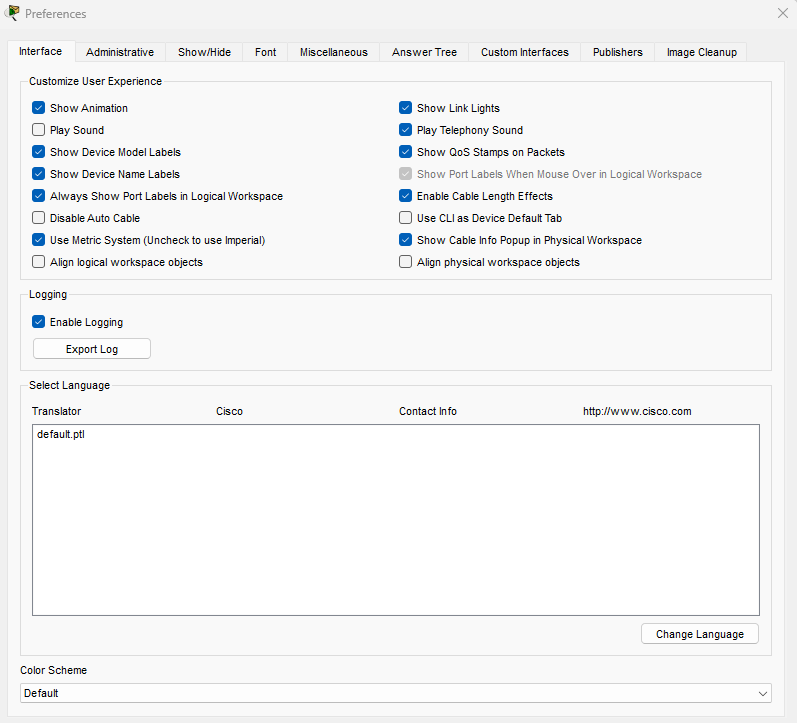 Preferences
Interface Administrative Show/Hide Font Miscellaneous Answer Tree Custom Interfaces Publishers Image Cleanup
Customize User Experience
Show Animation Show Link Lights
Play Sound Play Telephony Sound
Show Device Model Labels Show QoS Stamps on Packets
Show Device Name Labels Show Port Labels When Mouse Over in Logical Workspace
Always Show Port Labels in Logical Workspace Enable Cable Length Effects
Disable Auto Cable Use CLI as Device Default Tab
Use Metric System (Uncheck to use Imperial) Show Cable Info Popup in Physical Workspace
Align logical workspace objects Align physical workspace objects
Logging
Enable Logging
Export Log
Select Language
Translator Cisco Contact Info http://www.cisco.com
default.ptl
Change Language
Color Scheme
Default